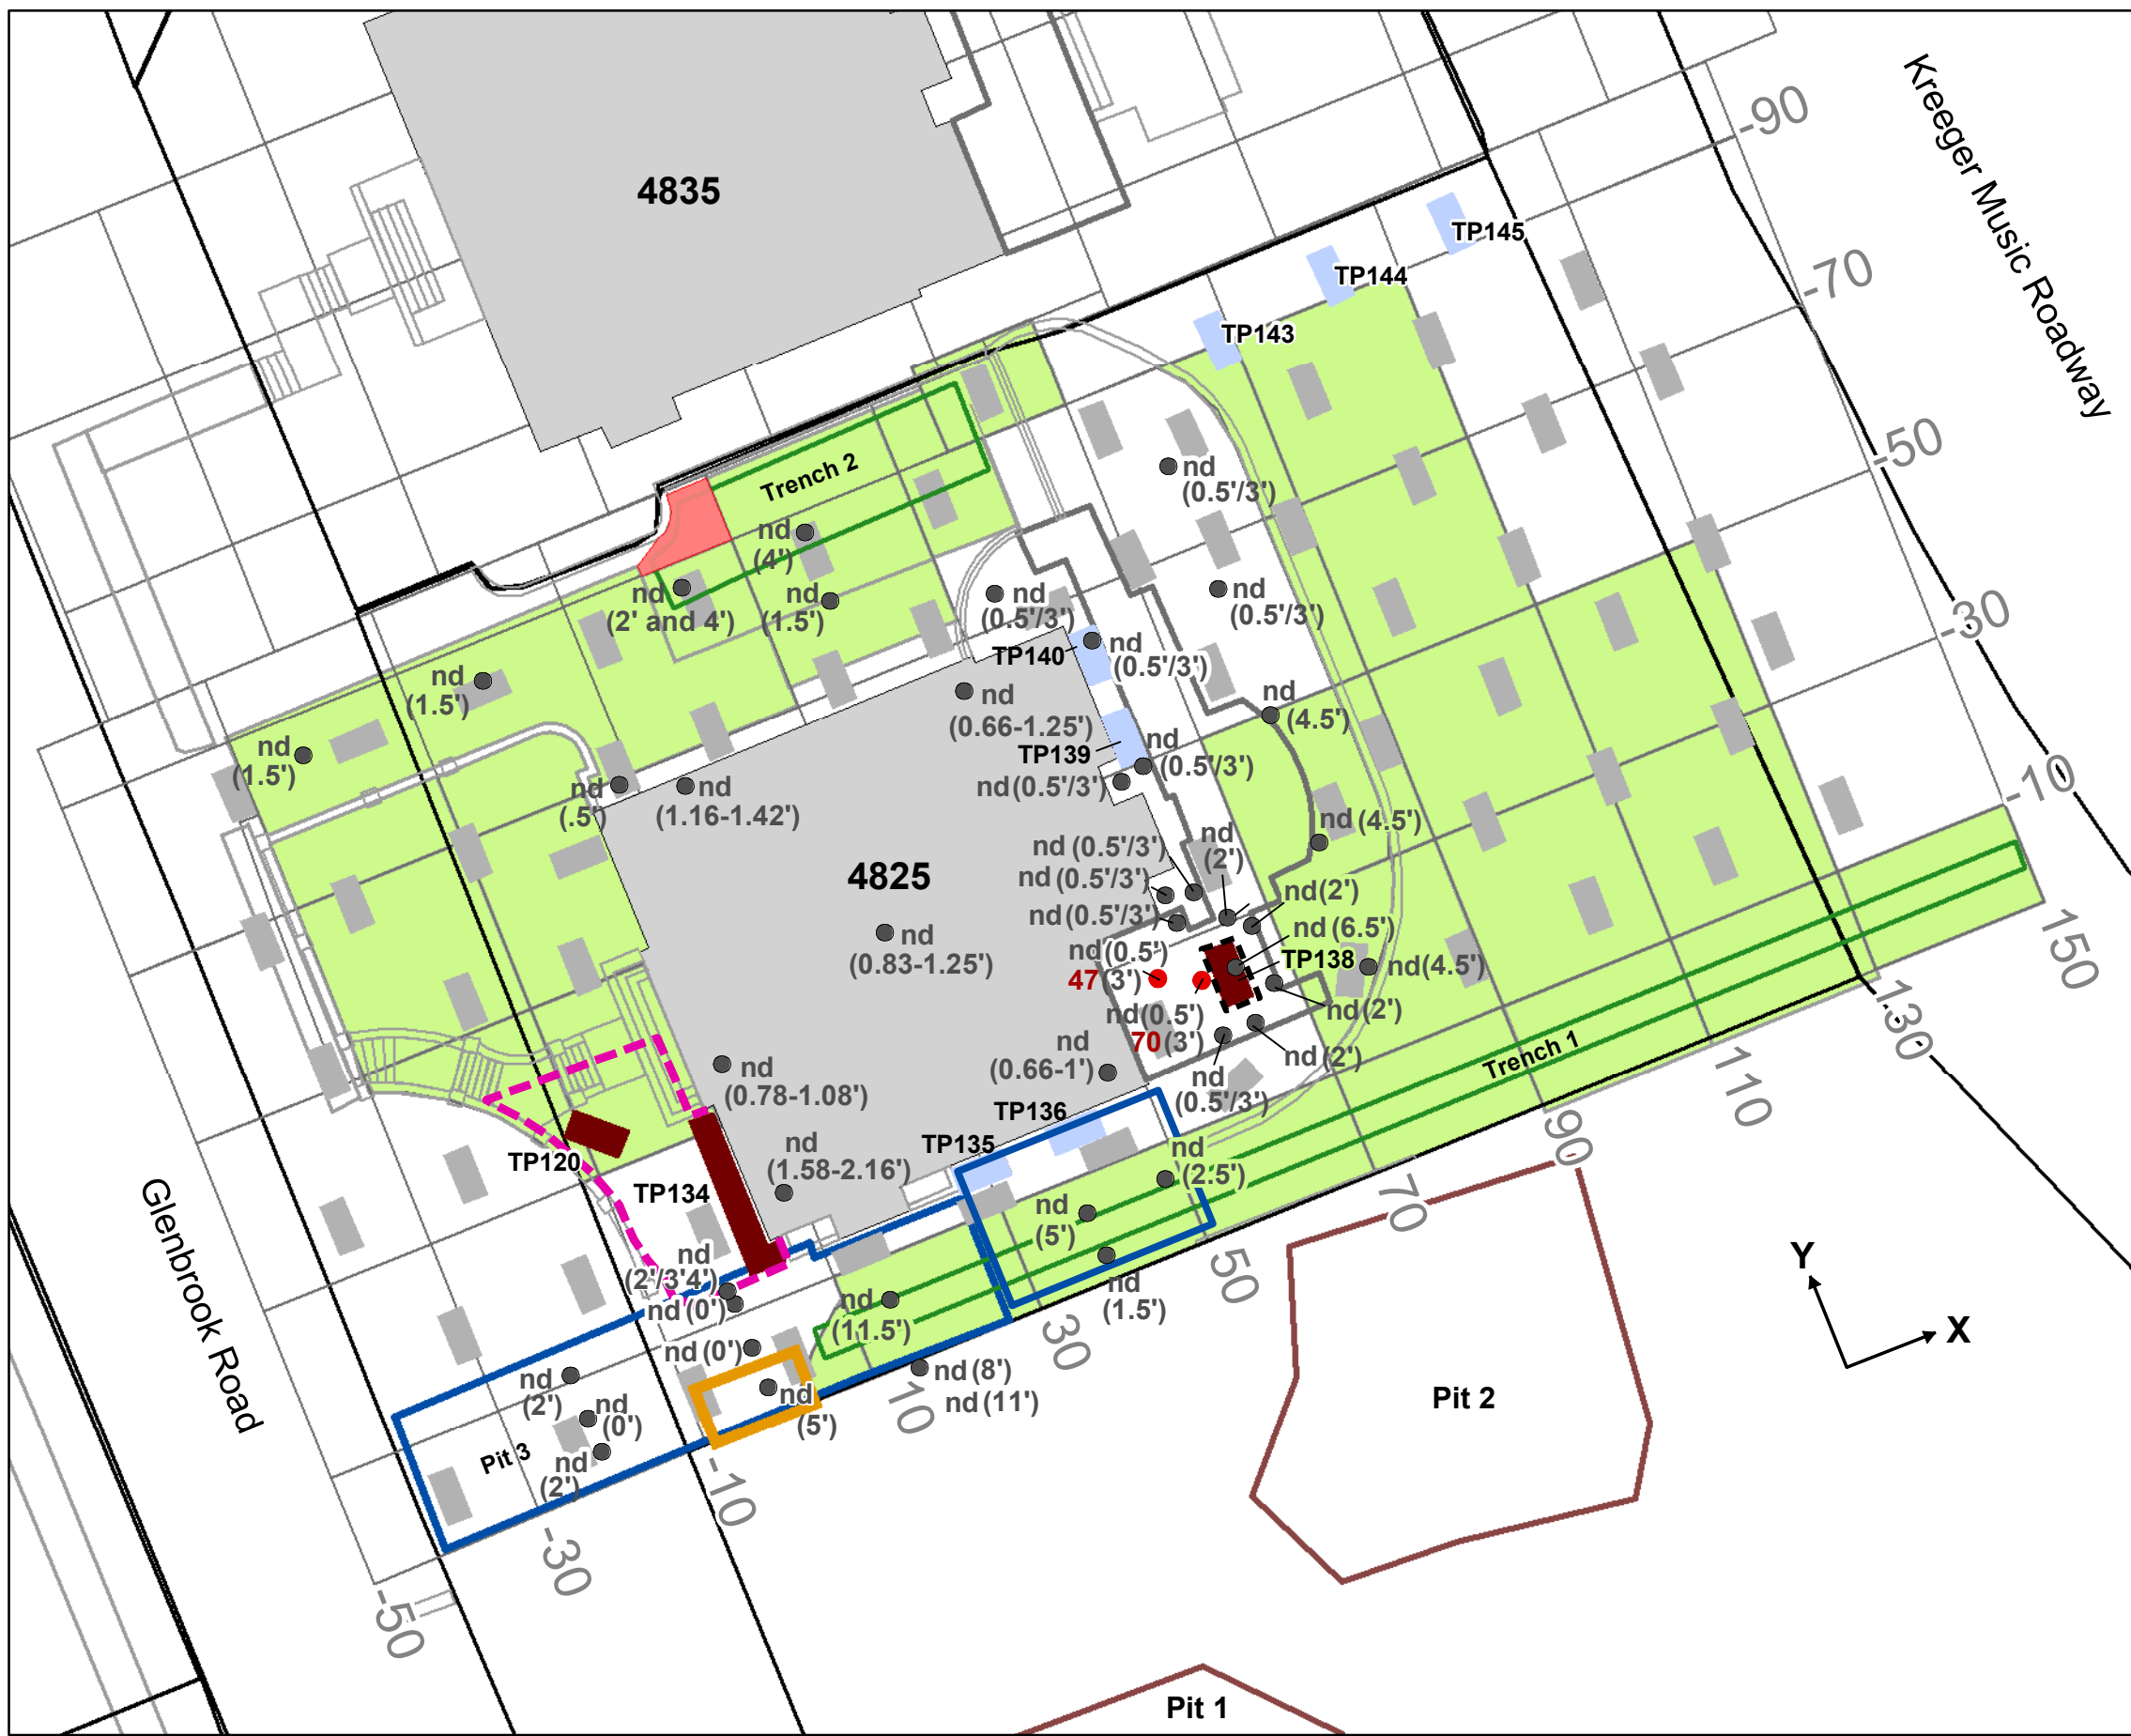 4835
Kreeger Music Roadway
-90
TP145
TP144
-70
TP143
-50
Trench 2
nd
(0.5'/3')
nd
(4')
nd
(2' and 4')
nd
(1.5')
nd
(0.5'/3')
nd
(0.5'/3')
-30
TP140
nd
(0.5'/3')
nd
(1.5')
nd
(0.66-1.25')
nd
(4.5')
nd
(1.5')
TP139
nd
(0.5'/3')
nd(0.5'/3')
-10
nd
(.5')
nd
(1.16-1.42')
nd (4.5')
nd (0.5'/3')
nd
(2')
4825
nd (0.5'/3')
nd(2')
nd(0.5'/3')
nd (6.5')
nd
(0.83-1.25')
nd(0.5')
47(3')
TP138
nd(4.5')
150
nd(0.5')
70(3')
nd(2')
130
nd
(0.66-1')
nd(2')
Trench 1
nd
(0.78-1.08')
nd
(0.5'/3')
110
TP136
90
TP135
nd
(1.58-2.16')
nd
(2.5')
TP120
TP134
nd
(5')
70
Glenbrook Road
nd
(2'/3'4')
nd(0')
50
nd
(1.5')
nd
(11.5')
Y
X
nd(0')
30
nd
(2')
nd
(5')
nd(8')
nd(11')
10
Pit 2
nd
(0')
Pit 3
nd
(2')
-10
-30
-50
Pit 1